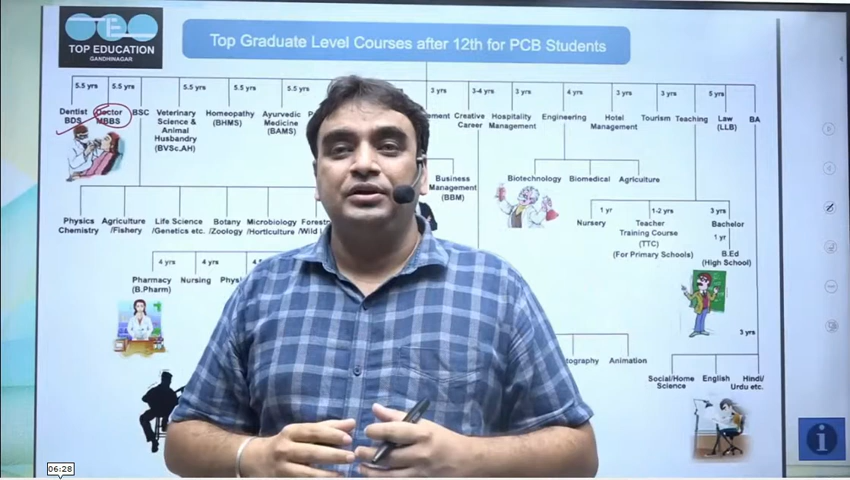 TOP EDUCATION
GANDHINAGAR
Top Graduate Level Courses after 12th for PCB Students
5.5 yrs
5.5 yrs
5.5 yrs
5.5 yrs
5.5 yrs
3 yrs
3-4 yrs
3 yrs
4 yrs
3 yrs
3 yrs
5 yrs
Dentist
BDS
Doctor
MBBS
BSC
Veterinary
Science &
Animal
Husbandry
(BVSc.AH)
Homeopathy
(BHMS)
Ayurvedic
Medicine
(BAMS)
Creative
Career
Hospitality
Management
Engineering
Hotel
Management
Tourism
Teaching
Law
(LLB)
BA
Business
Management
(BBM)
Biotechnology
Biomedical
Agriculture
Physics
Chemistry
Agriculture
/Fishery
Life Science
/Genetics etc.
Botany
/Zoology
Microbiology
/Horticulture
1 yr
Nursery
1-2 yrs
Teacher
Training Course
(TTC)
(For Primary Schools)
3 yrs
Bachelor
1 yr
B.Ed
(High School)
4 yrs
4 yrs
Pharmacy
(B.Pharm)
Nursing
3 yrs
Animation
Social/Home
Science
English
Hindi/
Urdu etc.
i
06:28